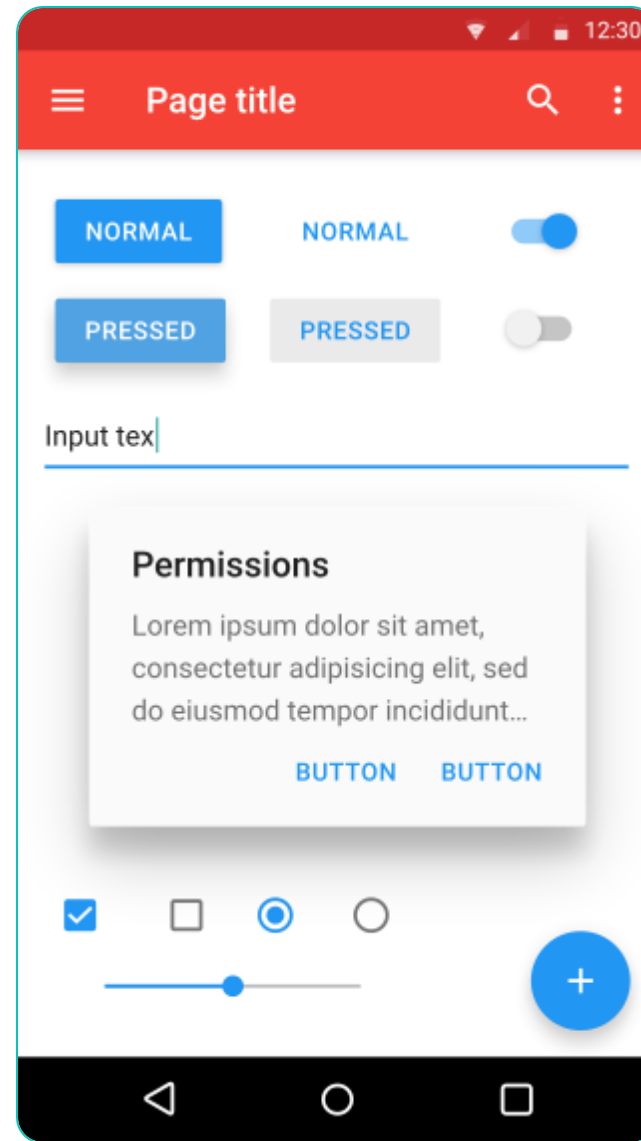 12:30
Page title
NORMAL NORMAL
PRESSED PRESSED
Input tex
Permissions
Lorem ipsum dolor sit amet,
consectetur adipisicing elit, sed
do eiusmod tempor incididunt...
BUTTON BUTTON